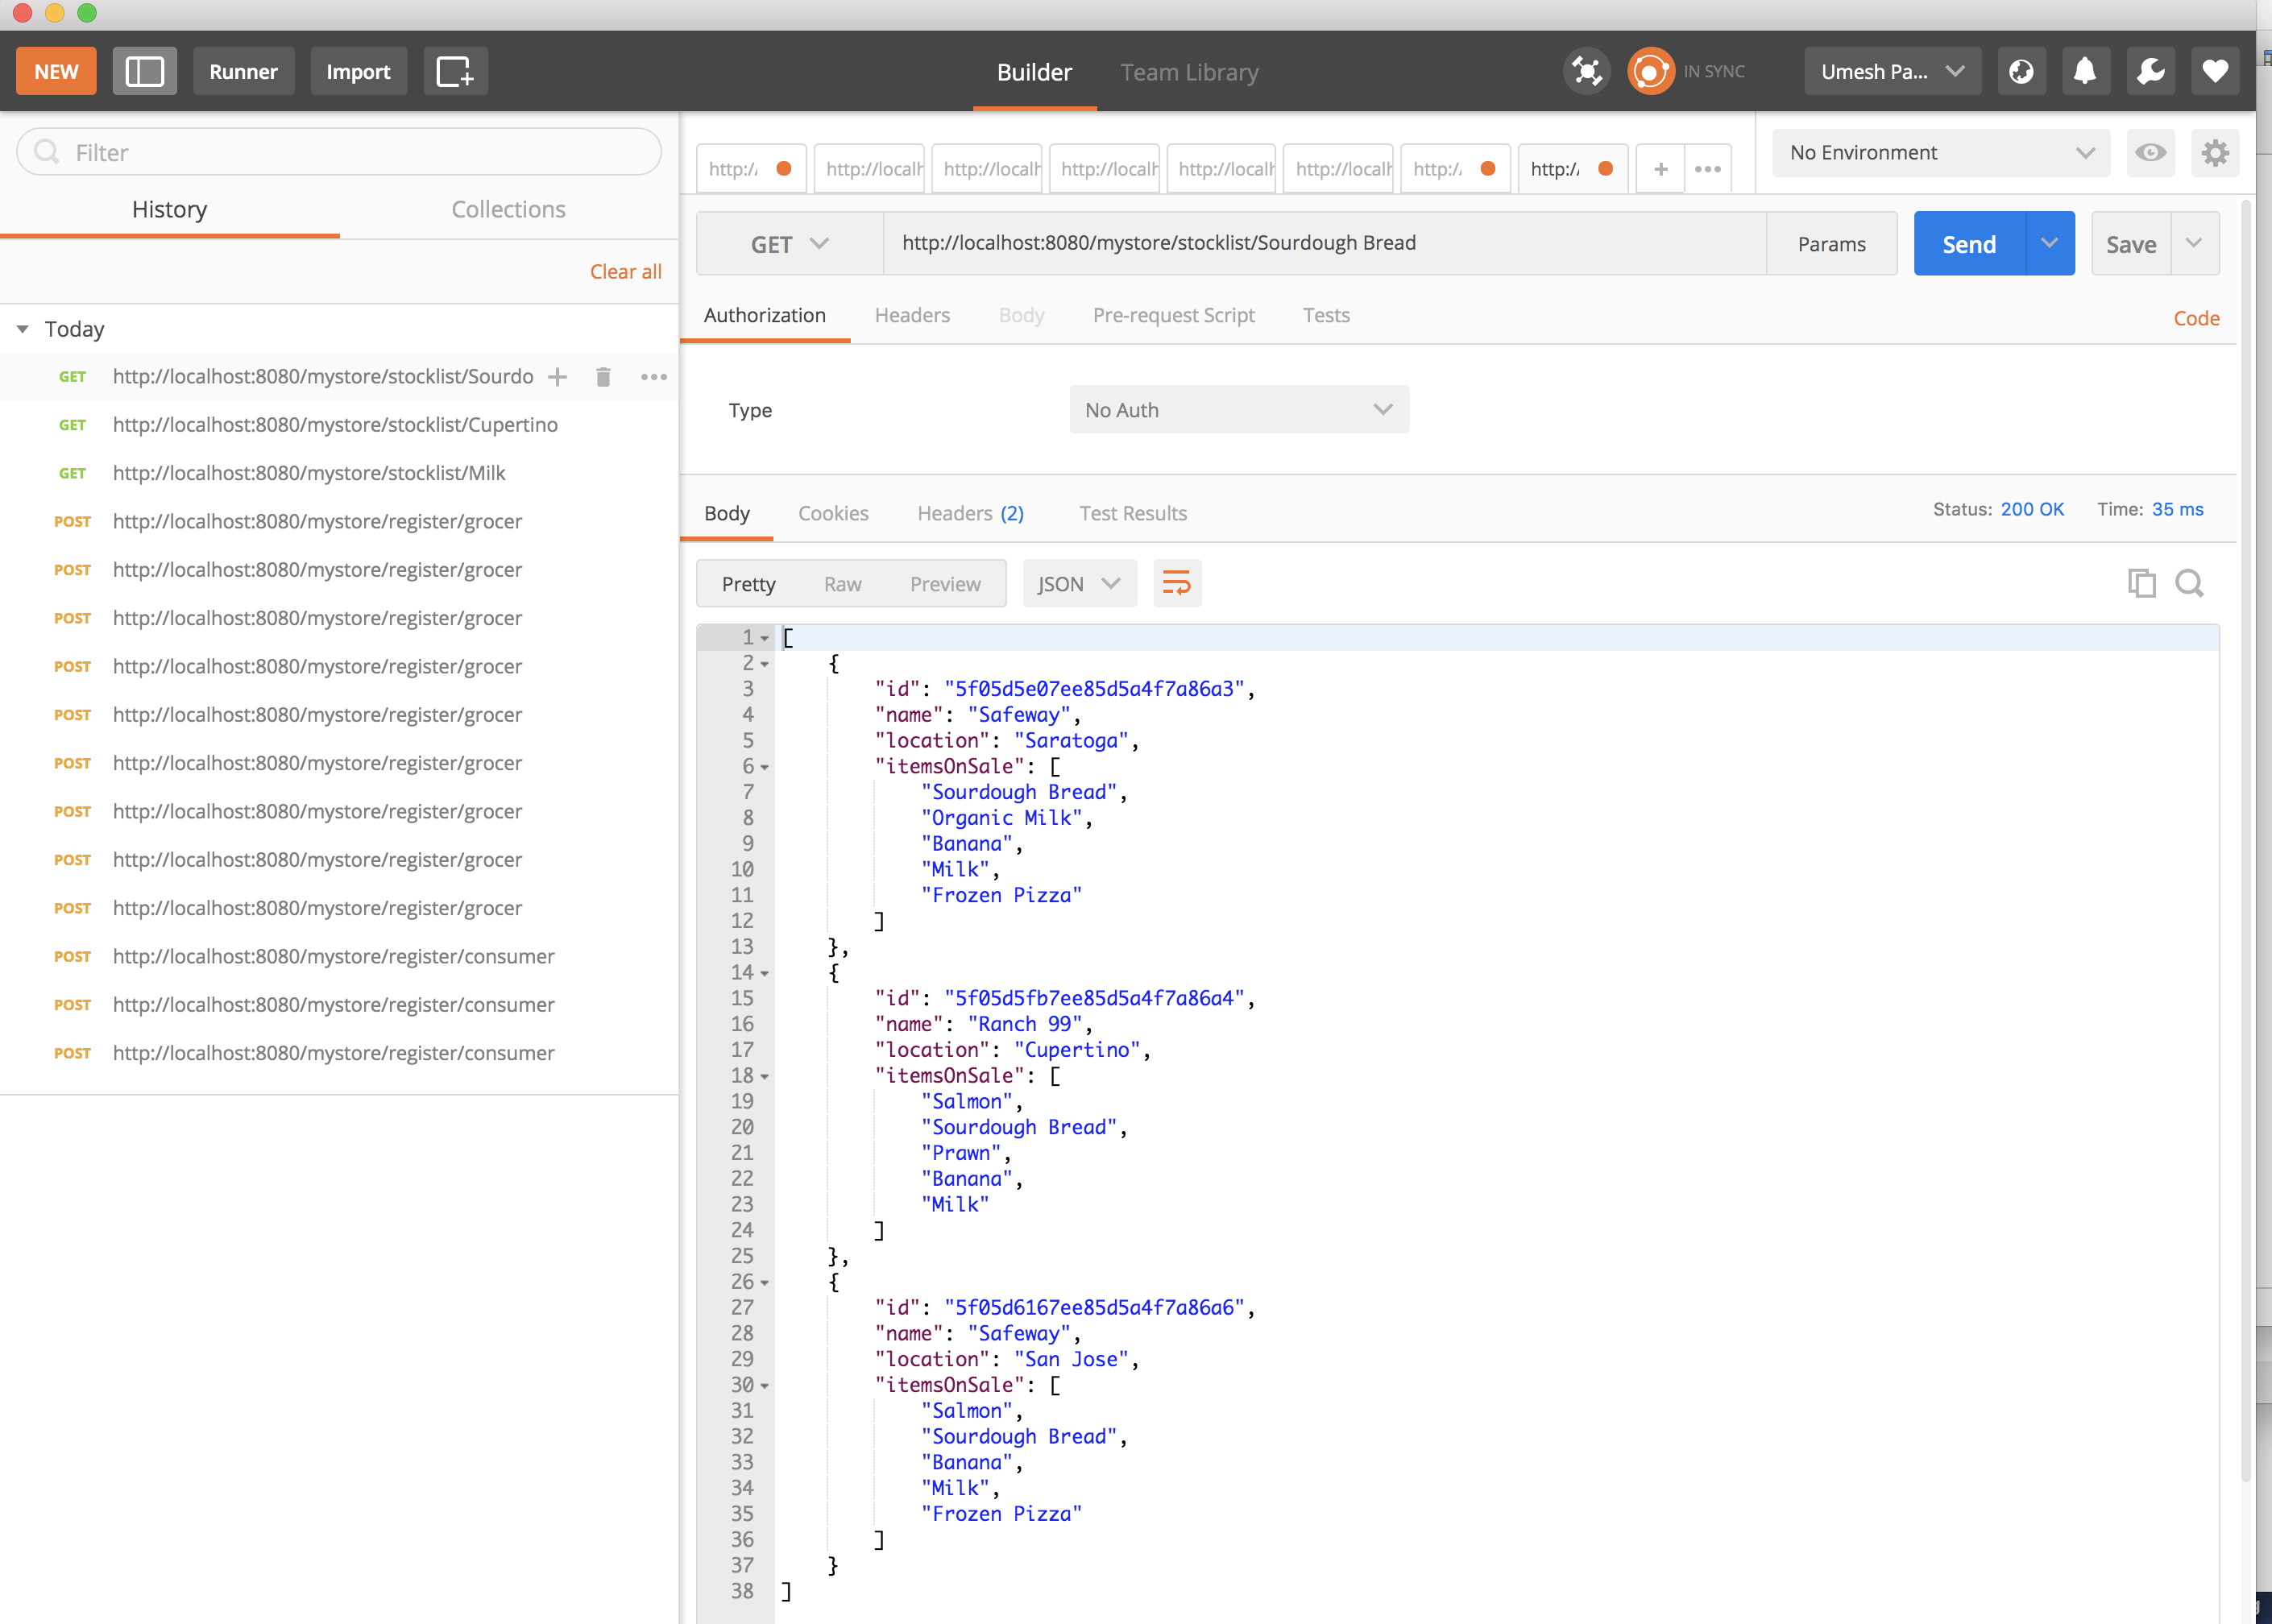 NEW Runner Import Builder Team Library IN SYNC Umesh Pa...
Filter
History Collections
Clear all
Today
GET http://localhost:8080/mystore/stocklist/Sourdo
GET http://localhost:8080/mystore/stocklist/Cupertino
GET http://localhost:8080/mystore/stocklist/Milk
POST http://localhost:8080/mystore/register/grocer
POST http://localhost:8080/mystore/register/grocer
POST http://localhost:8080/mystore/register/grocer
POST http://localhost:8080/mystore/register/grocer
POST http://localhost:8080/mystore/register/grocer
POST http://localhost:8080/mystore/register/grocer
POST http://localhost:8080/mystore/register/grocer
POST http://localhost:8080/mystore/register/grocer
POST http://localhost:8080/mystore/register/grocer
POST http://localhost:8080/mystore/register/consumer
POST http://localhost:8080/mystore/register/consumer
POST http://localhost:8080/mystore/register/consumer
http:/ http://localh http://localh http://localh http://localh http://localh http:/ http:/ + ••• No Environment
GET http://localhost:8080/mystore/stocklist/Sourdough Bread Params Send Save
Authorization Headers Body Pre-request Script Tests Code
Type No Auth
Body Cookies Headers (2) Test Results Status: 200 OK Time: 35 ms
Pretty Raw Preview JSON
1 [
2 {
3 "id": "5f05d5e07ee85d5a4f7a86a3",
4 "name": "Safeway",
5 "location": "Saratoga",
6 "itemsOnSale": [
7 "Sourdough Bread",
8 "Organic Milk",
9 "Banana",
10 "Milk",
11 "Frozen Pizza"
12 ]
13 },
14 {
15 "id": "5f05d5fb7ee85d5a4f7a86a4",
16 "name": "Ranch 99",
17 "location": "Cupertino",
18 "itemsOnSale": [
19 "Salmon",
20 "Sourdough Bread",
21 "Prawn",
22 "Banana",
23 "Milk"
24 ]
25 },
26 {
27 "id": "5f05d6167ee85d5a4f7a86a6",
28 "name": "Safeway",
29 "location": "San Jose",
30 "itemsOnSale": [
31 "Salmon",
32 "Sourdough Bread",
33 "Banana",
34 "Milk",
35 "Frozen Pizza"
36 ]
37 }
38 ]